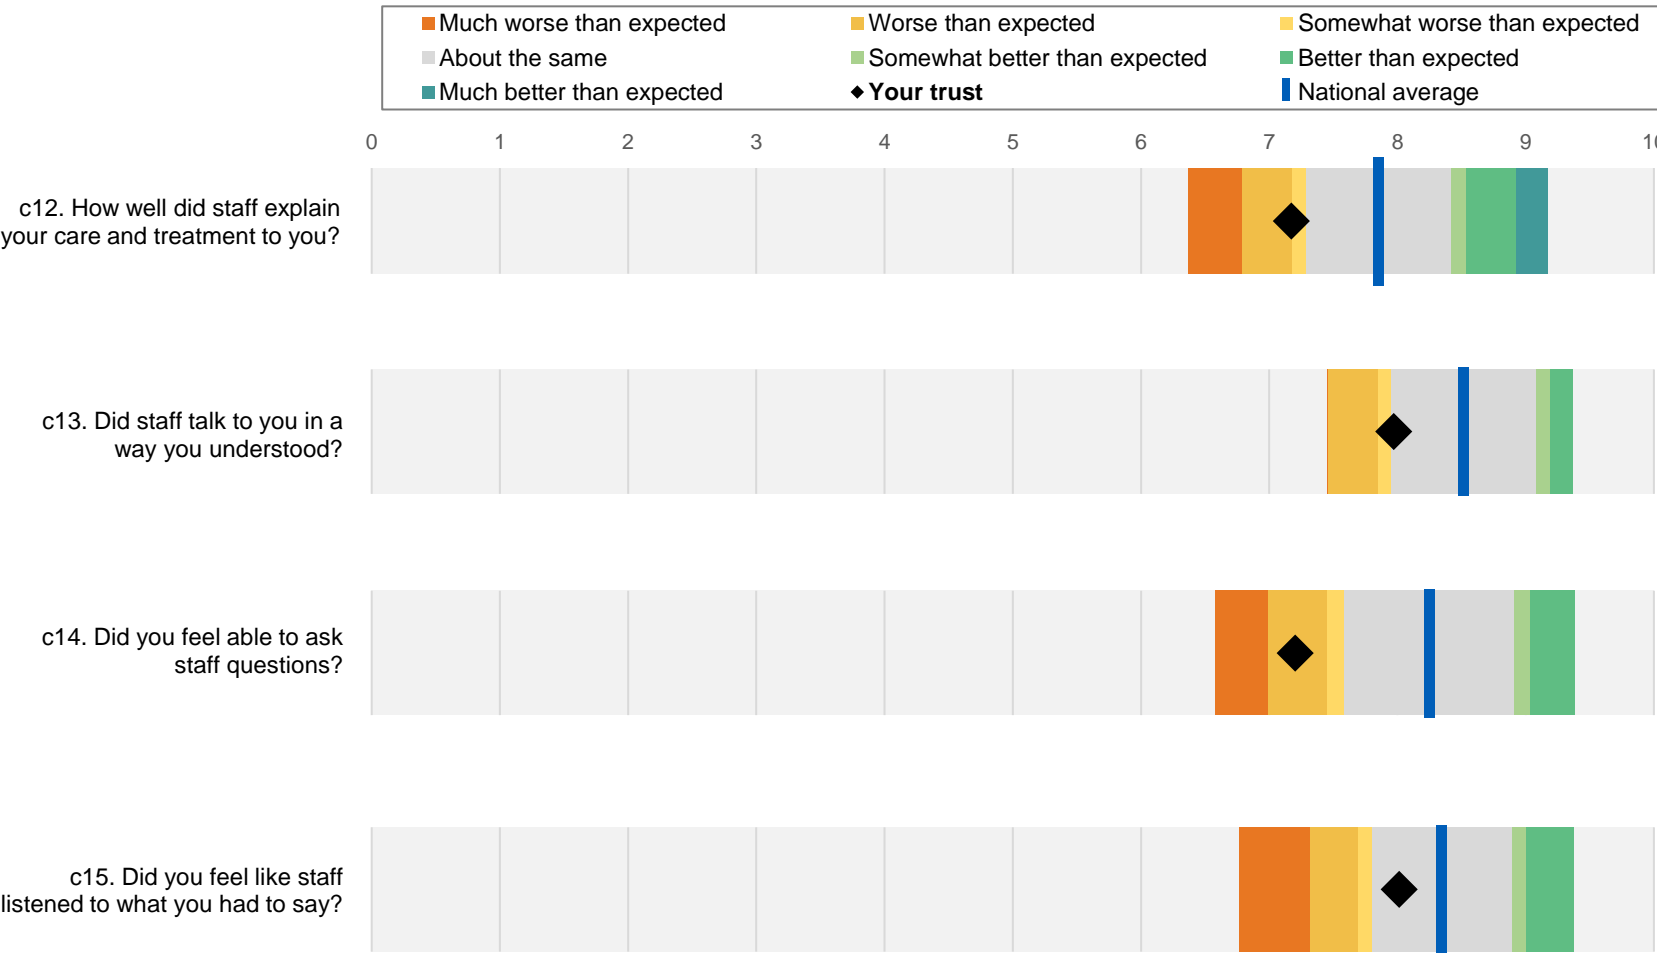 Much worse than expected
Worse than expected
Somewhat worse than expected
About the same
Somewhat better than expected
Better than expected
Much better than expected
Your trust
National average
0 1 2 3 4 5 6 7 8 9 10
c12. How well did staff explain
your care and treatment to you?
c13. Did staff talk to you in a
way you understood?
c14. Did you feel able to ask
staff questions?
c15. Did you feel like staff
listened to what you had to say?